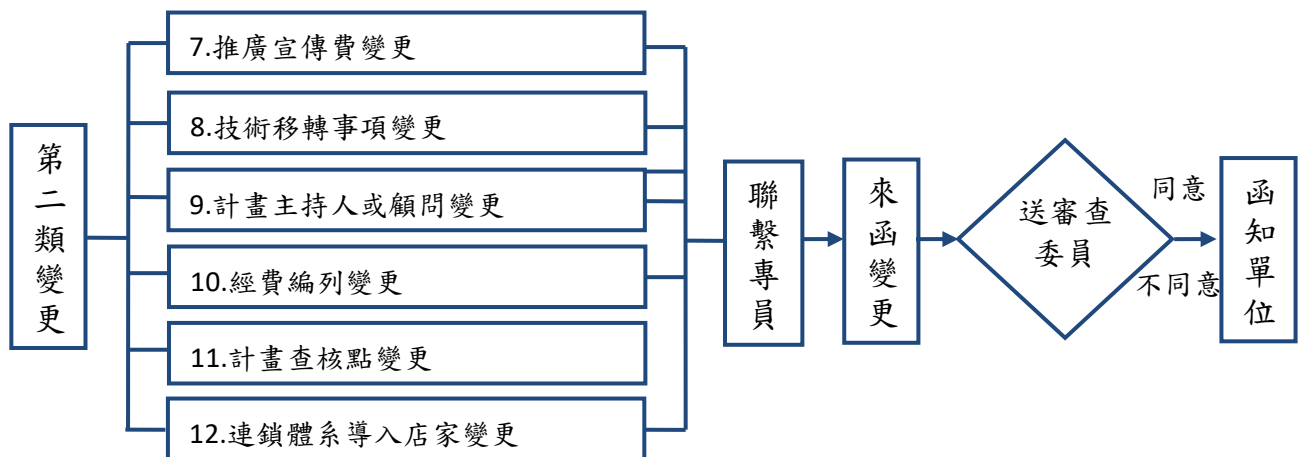 第二類變更
7.推廣宣傳費變更
8.技術移轉事項變更
9.計畫主持人或顧問變更
10.經費編列變更
11.計畫查核點變更
12.連鎖體系導入店家變更
聯繫專員
來函變更
送審查
委員
同意
不同意
函知單位